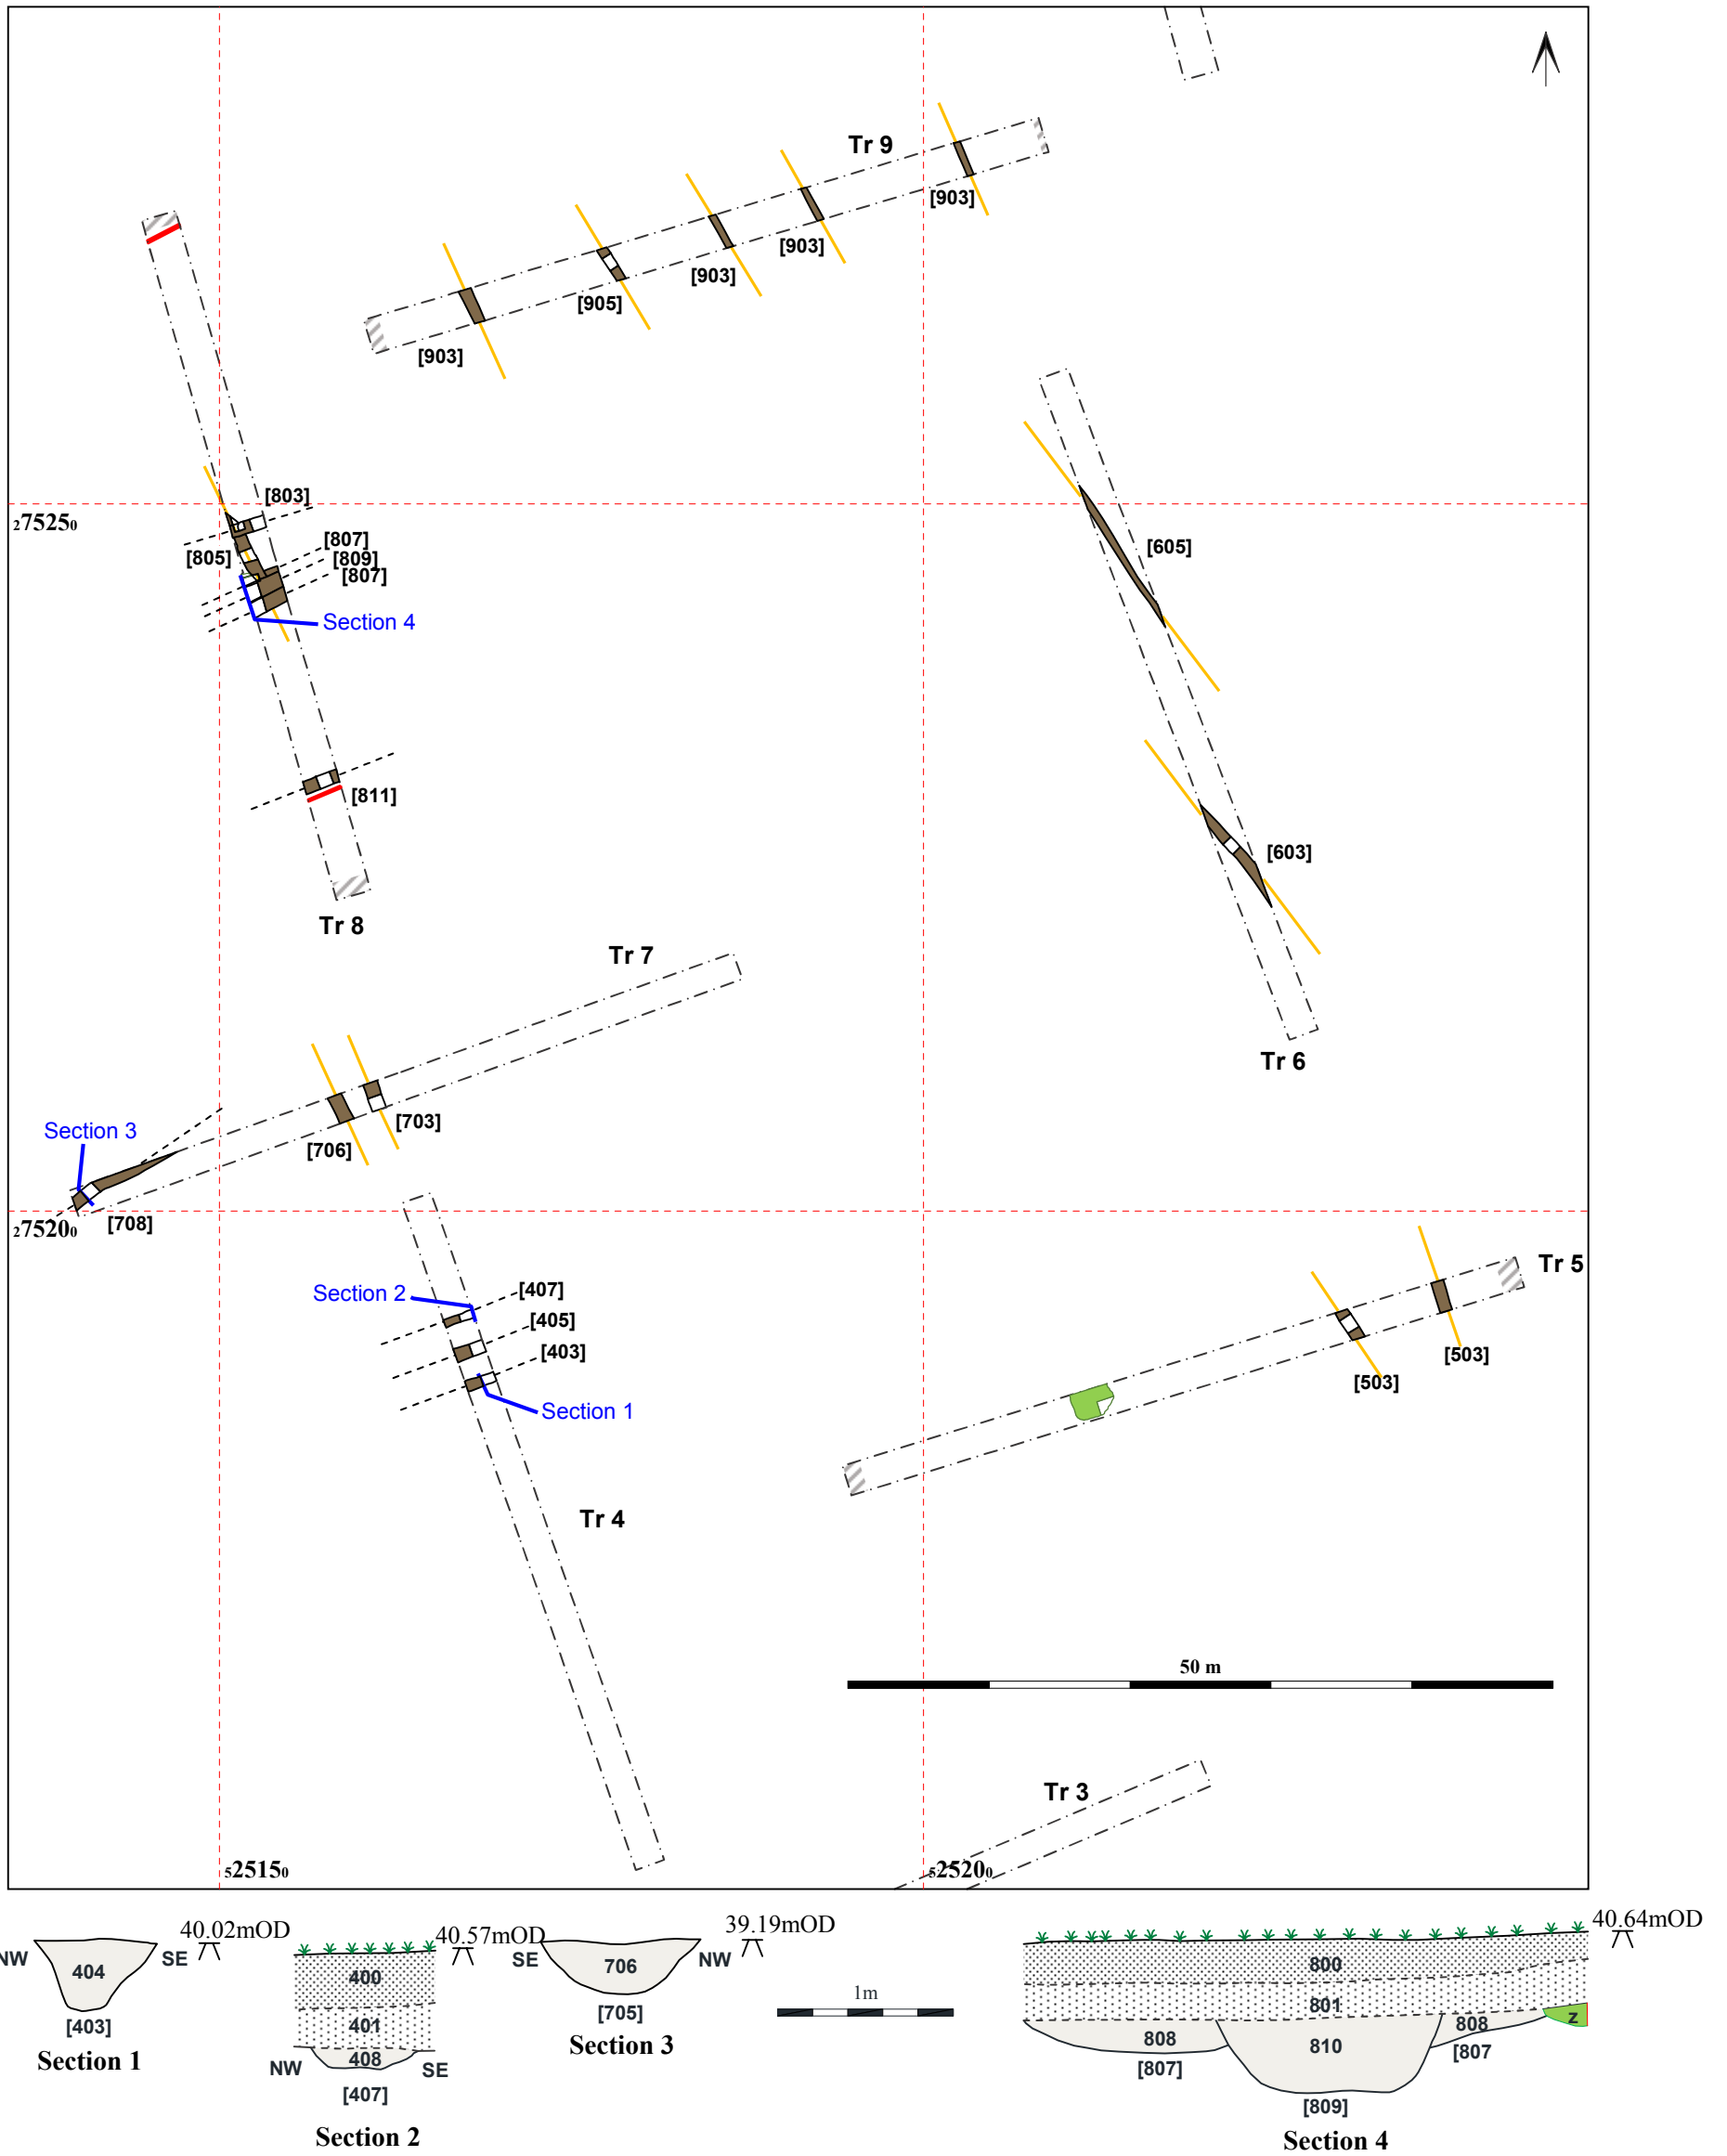 Tr 9
[903]
[903]
[903]
[905]
[903]
[803]
275250
[807]
[809]
[805]
[807]
[605]
Section 4
[811]
[603]
Tr 8
Tr 7
Tr 6
[703]
Section 3
[706]
[708]
275200
Tr 5
Section 2
[407]
[405]
[403]
[503]
[503]
Section 1
Tr 4
50 m
Tr 3
525150
525200
40.02mOD
NW
SE
404
[403]
Section 1
40.57mOD
400
401
408
NW
SE
[407]
Section 2
39.19mOD
SE
NW
706
[705]
Section 3
1m
40.64mOD
800
801
808
810
808
z
[807]
[807
[809]
Section 4